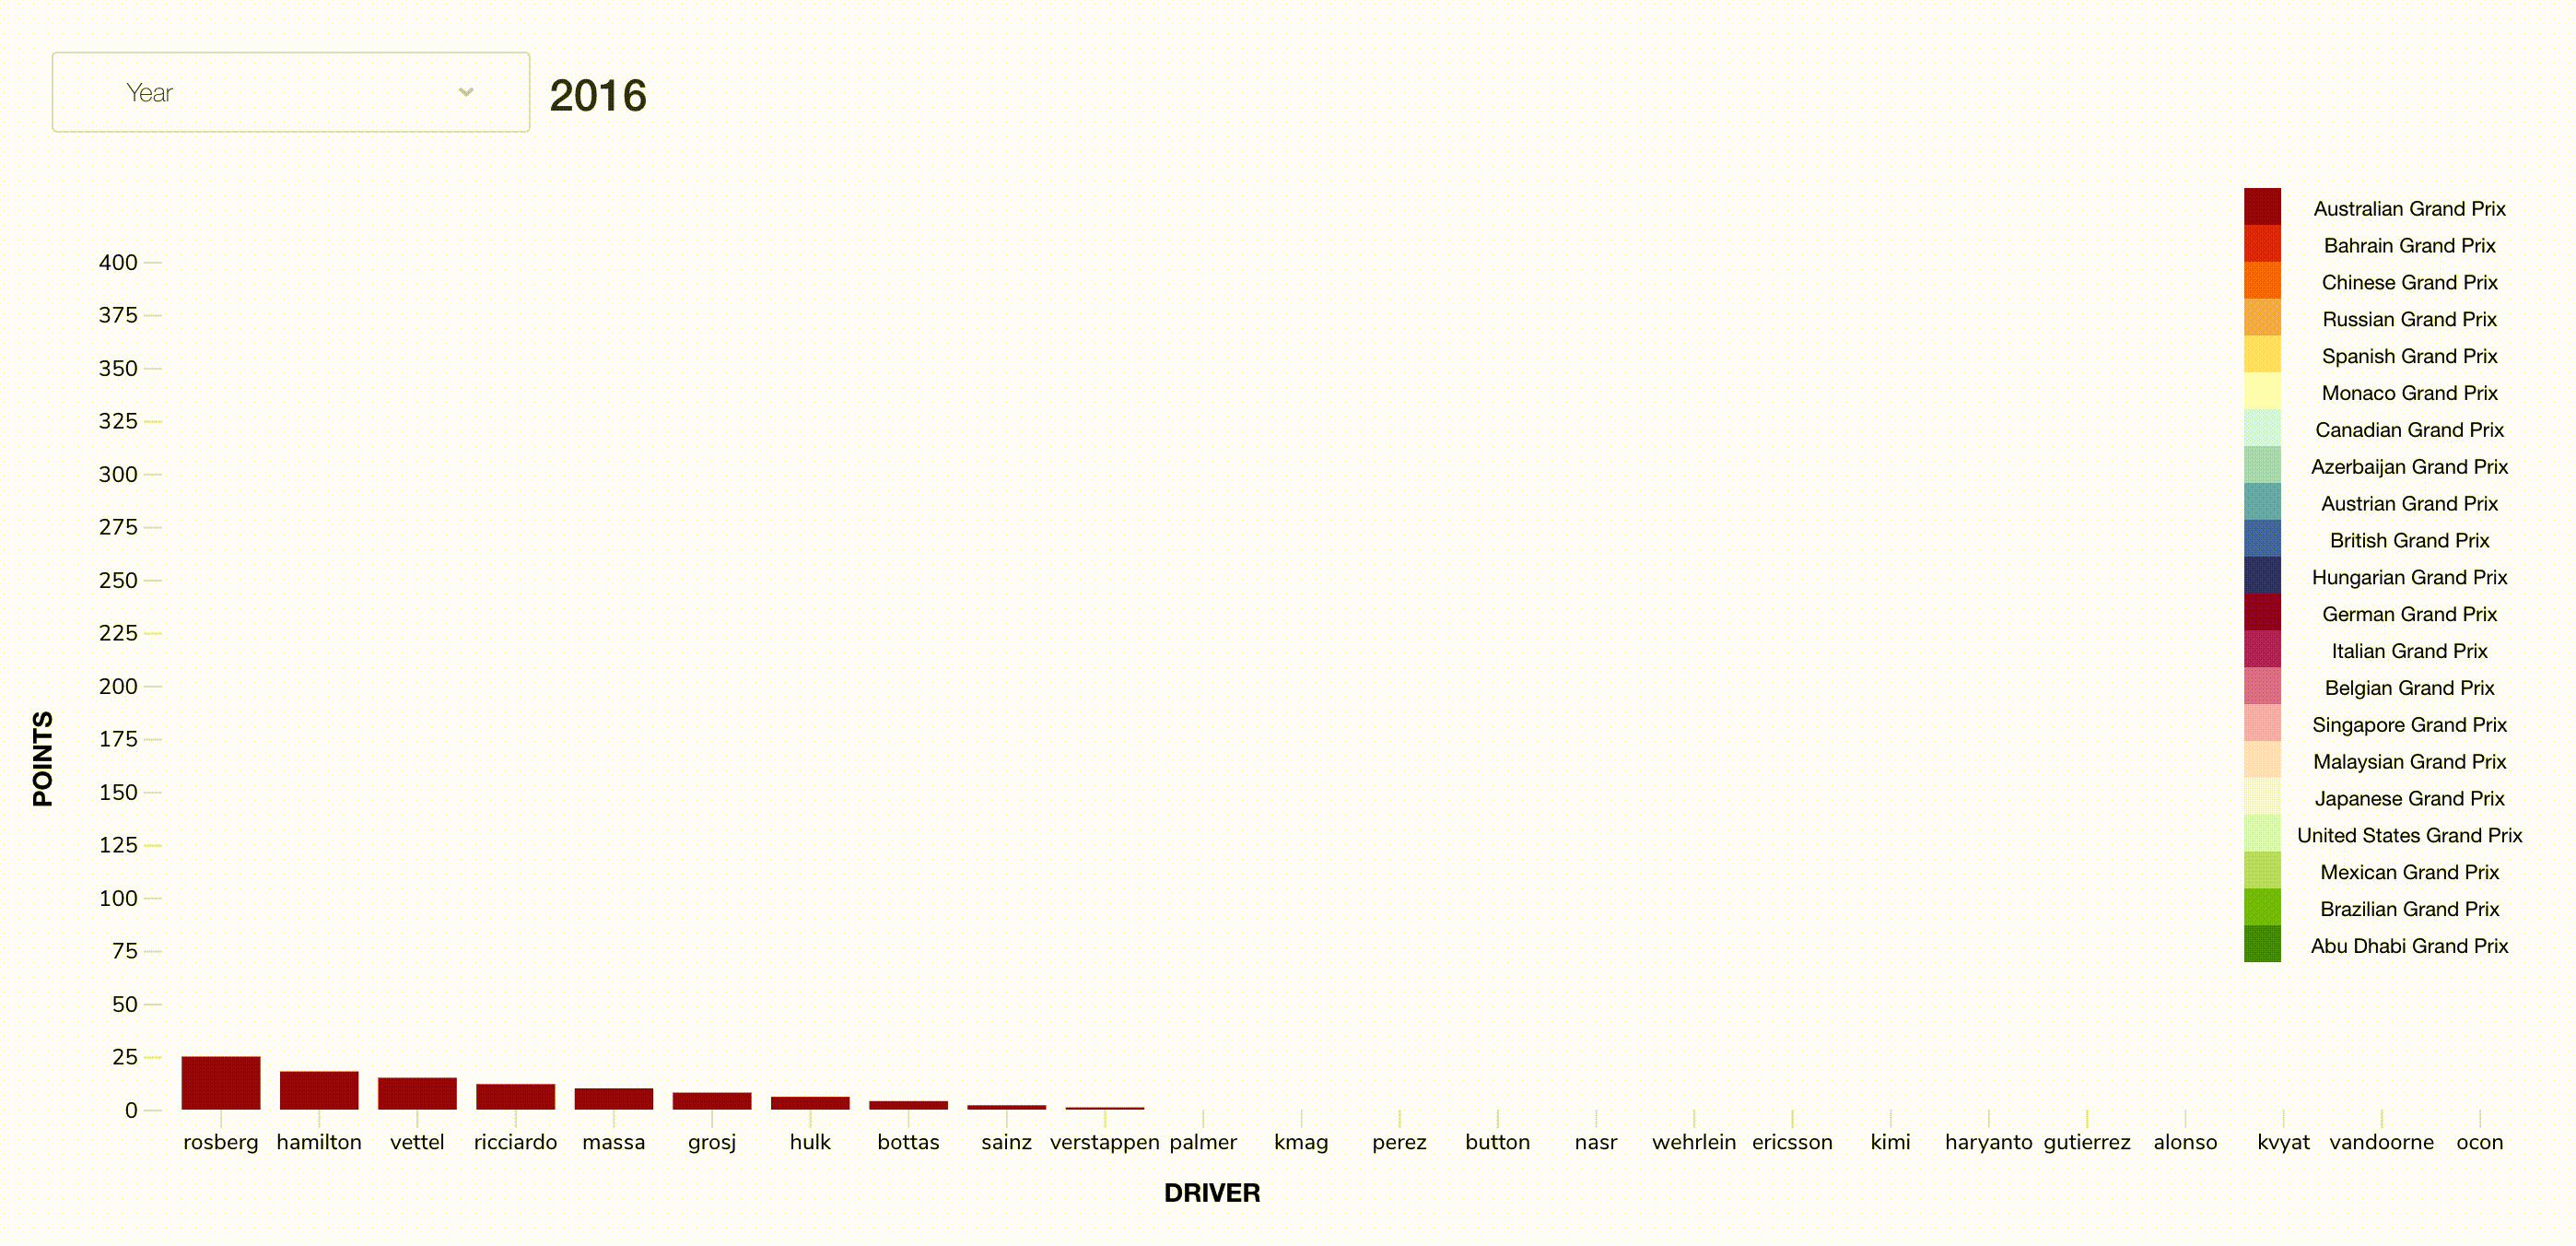 Year
2016
Australian Grand Prix
Bahrain Grand Prix
Chinese Grand Prix
Russian Grand Prix
Spanish Grand Prix
Monaco Grand Prix
Canadian Grand Prix
Azerbaijan Grand Prix
Austrian Grand Prix
British Grand Prix
Hungarian Grand Prix
German Grand Prix
Italian Grand Prix
Belgian Grand Prix
Singapore Grand Prix
Malaysian Grand Prix
Japanese Grand Prix
United States Grand Prix
Mexican Grand Prix
Brazilian Grand Prix
Abu Dhabi Grand Prix
POINTS
400
375
350
325
300
275
250
225
200
175
150
125
100
75
50
25
0
rosberg hamilton vettel ricciardo massa grosj hulk bottas sainz verstappen palmer kmag perez button nasr wehrlein ericsson kimi haryanto gutierrez alonso kvyat vandoorne ocon
DRIVER